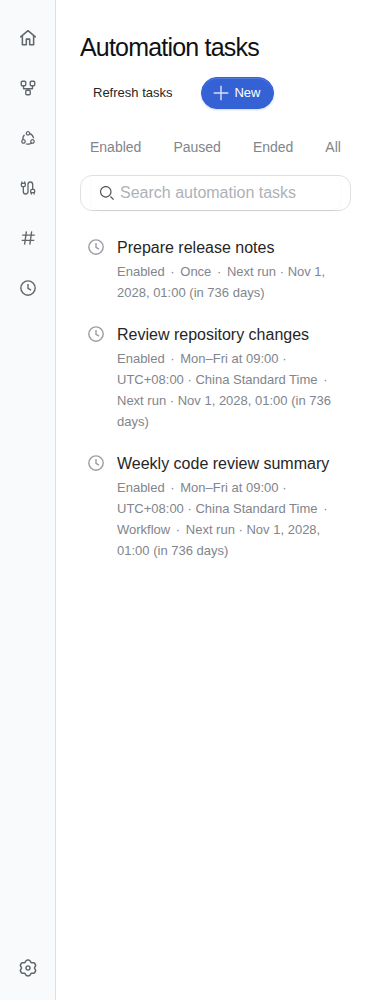 Automation tasks
Refresh tasks
New
Enabled Paused Ended All
Search automation tasks
Prepare release notes
Enabled · Once · Next run · Nov 1,
2028, 01:00 (in 736 days)
Review repository changes
Enabled · Mon–Fri at 09:00 ·
UTC+08:00 · China Standard Time ·
Next run · Nov 1, 2028, 01:00 (in 736
days)
Weekly code review summary
Enabled · Mon–Fri at 09:00 ·
UTC+08:00 · China Standard Time ·
Workflow · Next run · Nov 1, 2028,
01:00 (in 736 days)